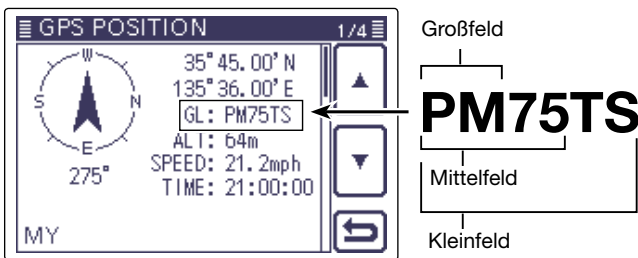 GPS POSITION 1/4
W
S
N
E
275°
35°45.00'N
135°36.00'E
GL: PM75TS
ALT: 64m
SPEED: 21.2mph
TIME: 21:00:00
MY
Großfeld
PM75TS
Mittelfeld
Kleinfeld